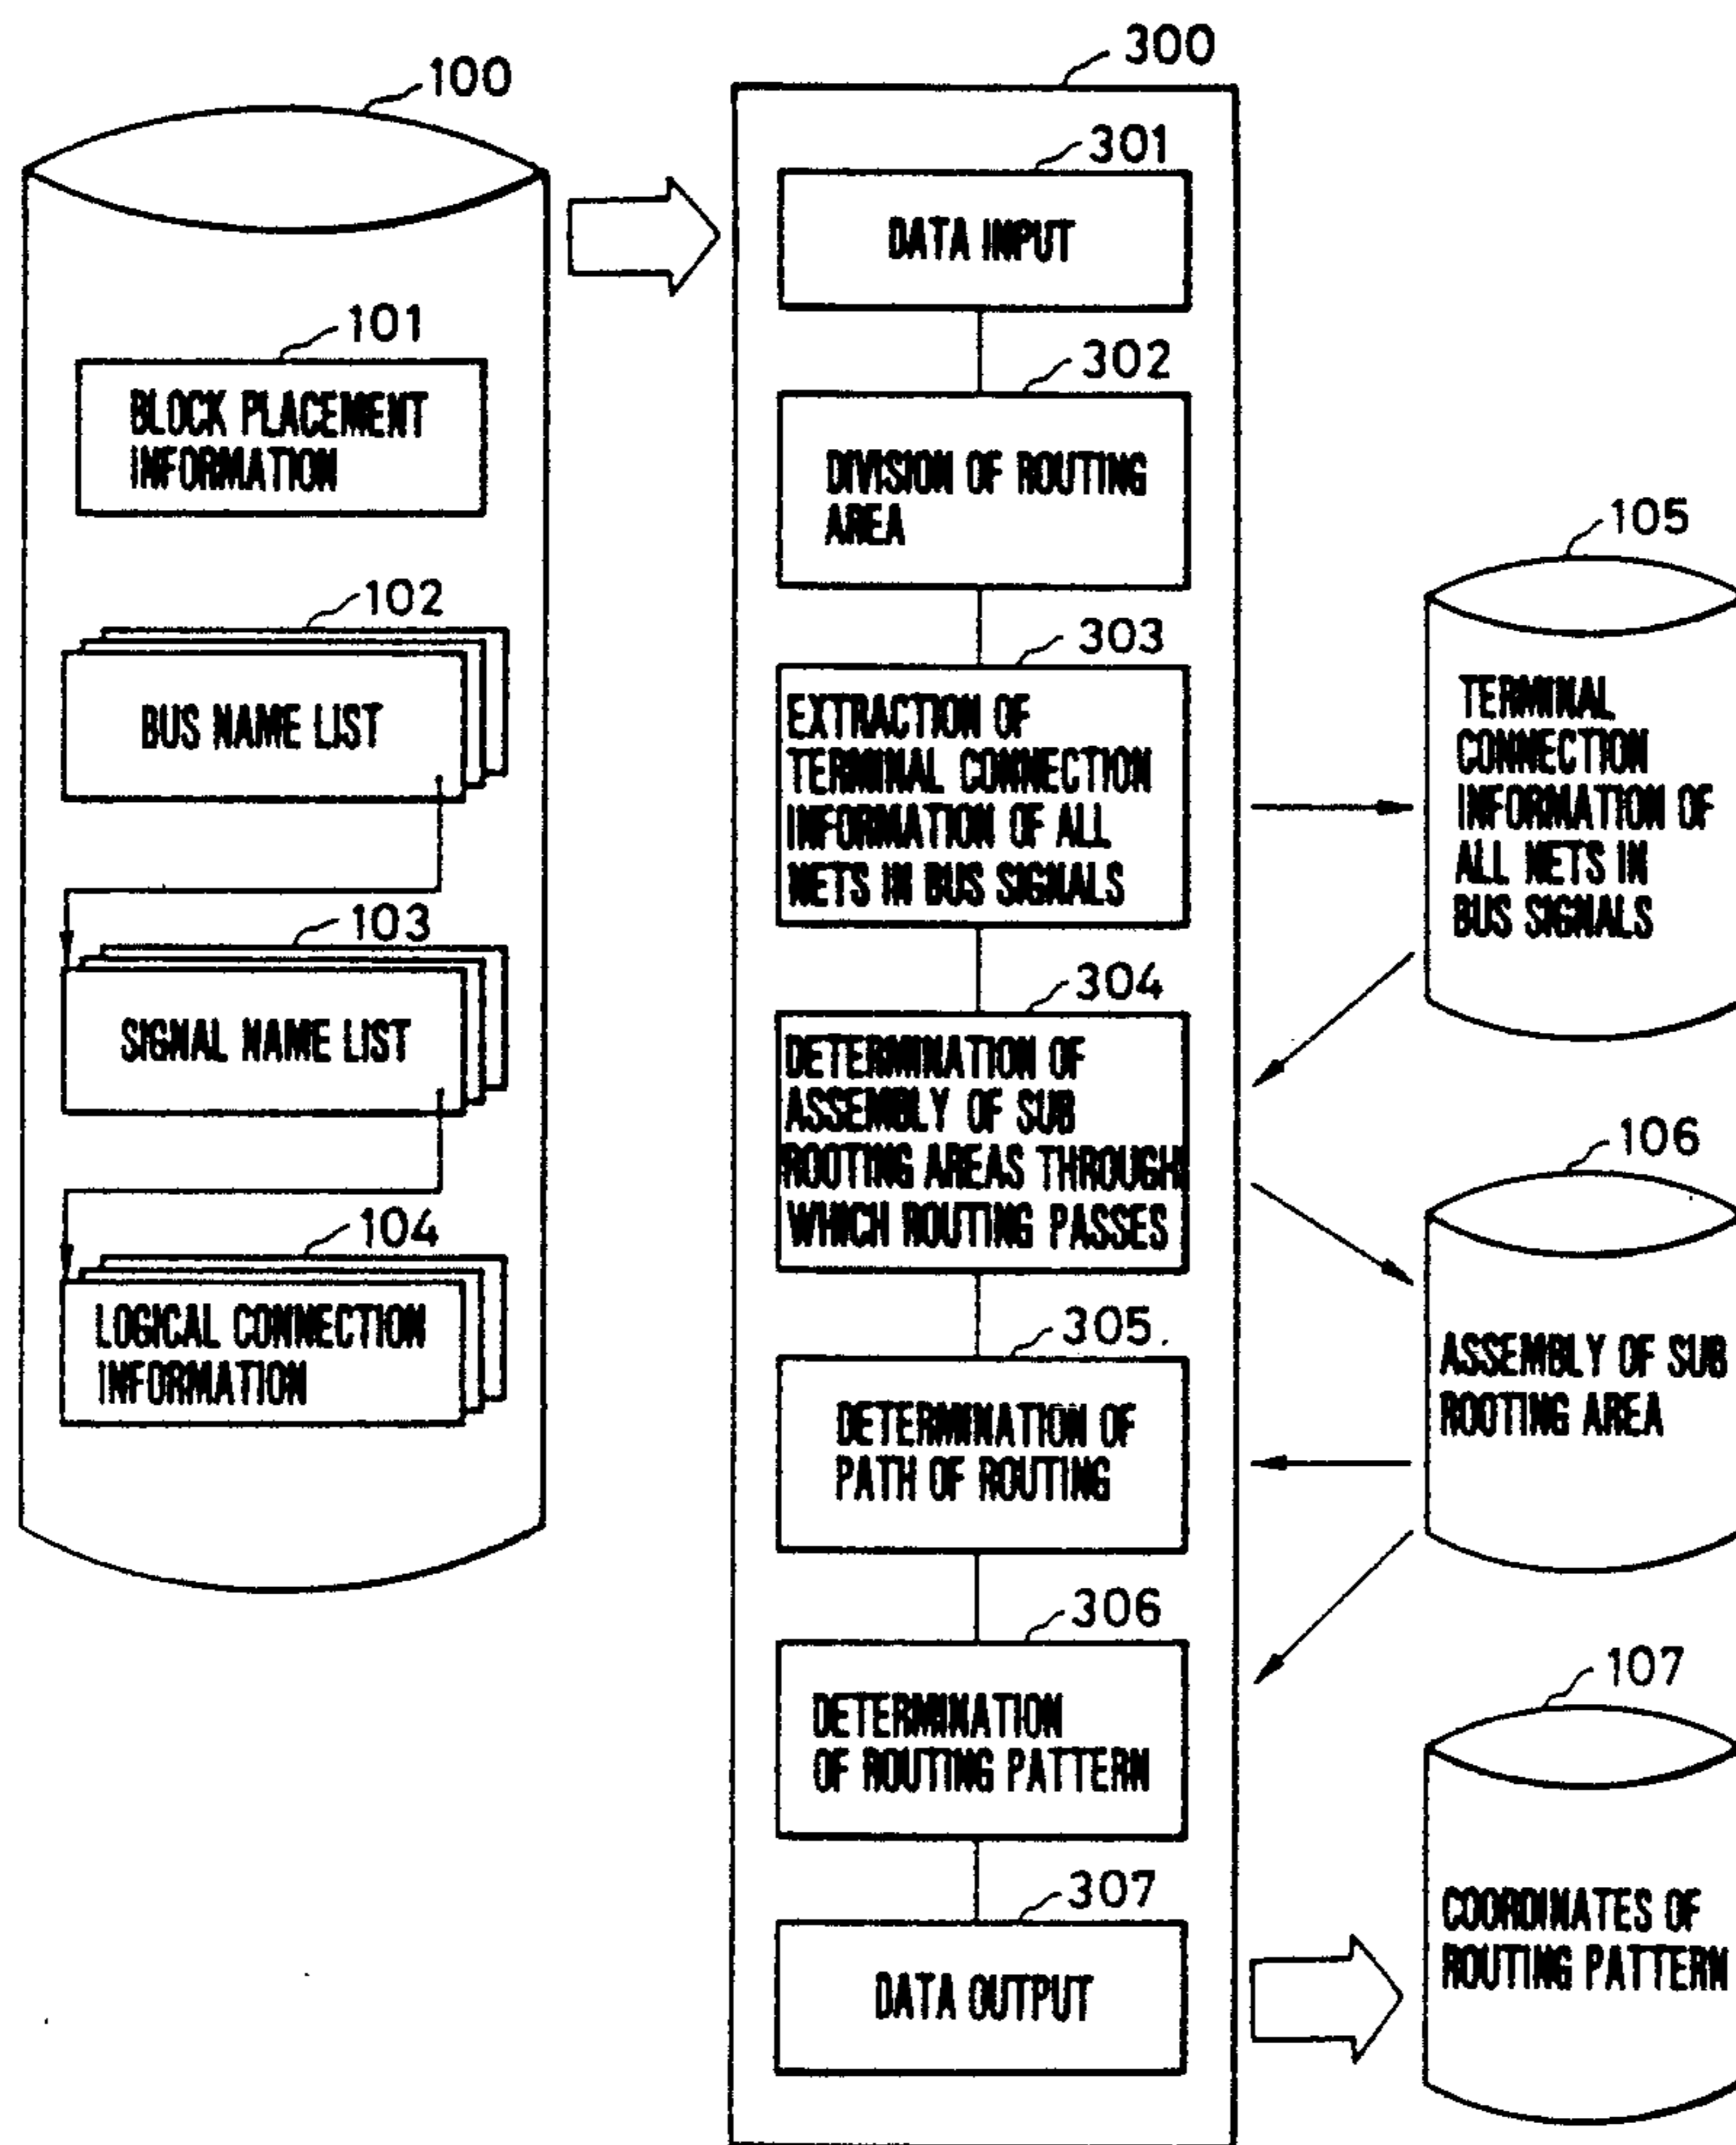 100
101
BLOCK PLACEMENT
INFORMATION
102
BUS NAME LIST
103
SIGNAL NAME LIST
104
LOGICAL CONNECTION
INFORMATION
300
301
DATA INPUT
302
DIVISION OF ROUTING
AREA
303
EXTRACTION OF
TERMINAL CONNECTION
INFORMATION OF ALL
NETS IN BUS SIGNALS
304
DETERMINATION OF
ASSEMBLY OF SUB
ROOTING AREAS THROUGH
WHICH ROUTING PASSES
305
DETERMINATION OF
PATH OF ROUTING
306
DETERMINATION
OF ROUTING PATTERN
307
DATA OUTPUT
105
TERMINAL
CONNECTION
INFORMATION OF
ALL NETS IN
BUS SIGNALS
106
ASSEMBLY OF SUB
ROOTING AREA
107
COORDINATES OF
ROUTING PATTERN